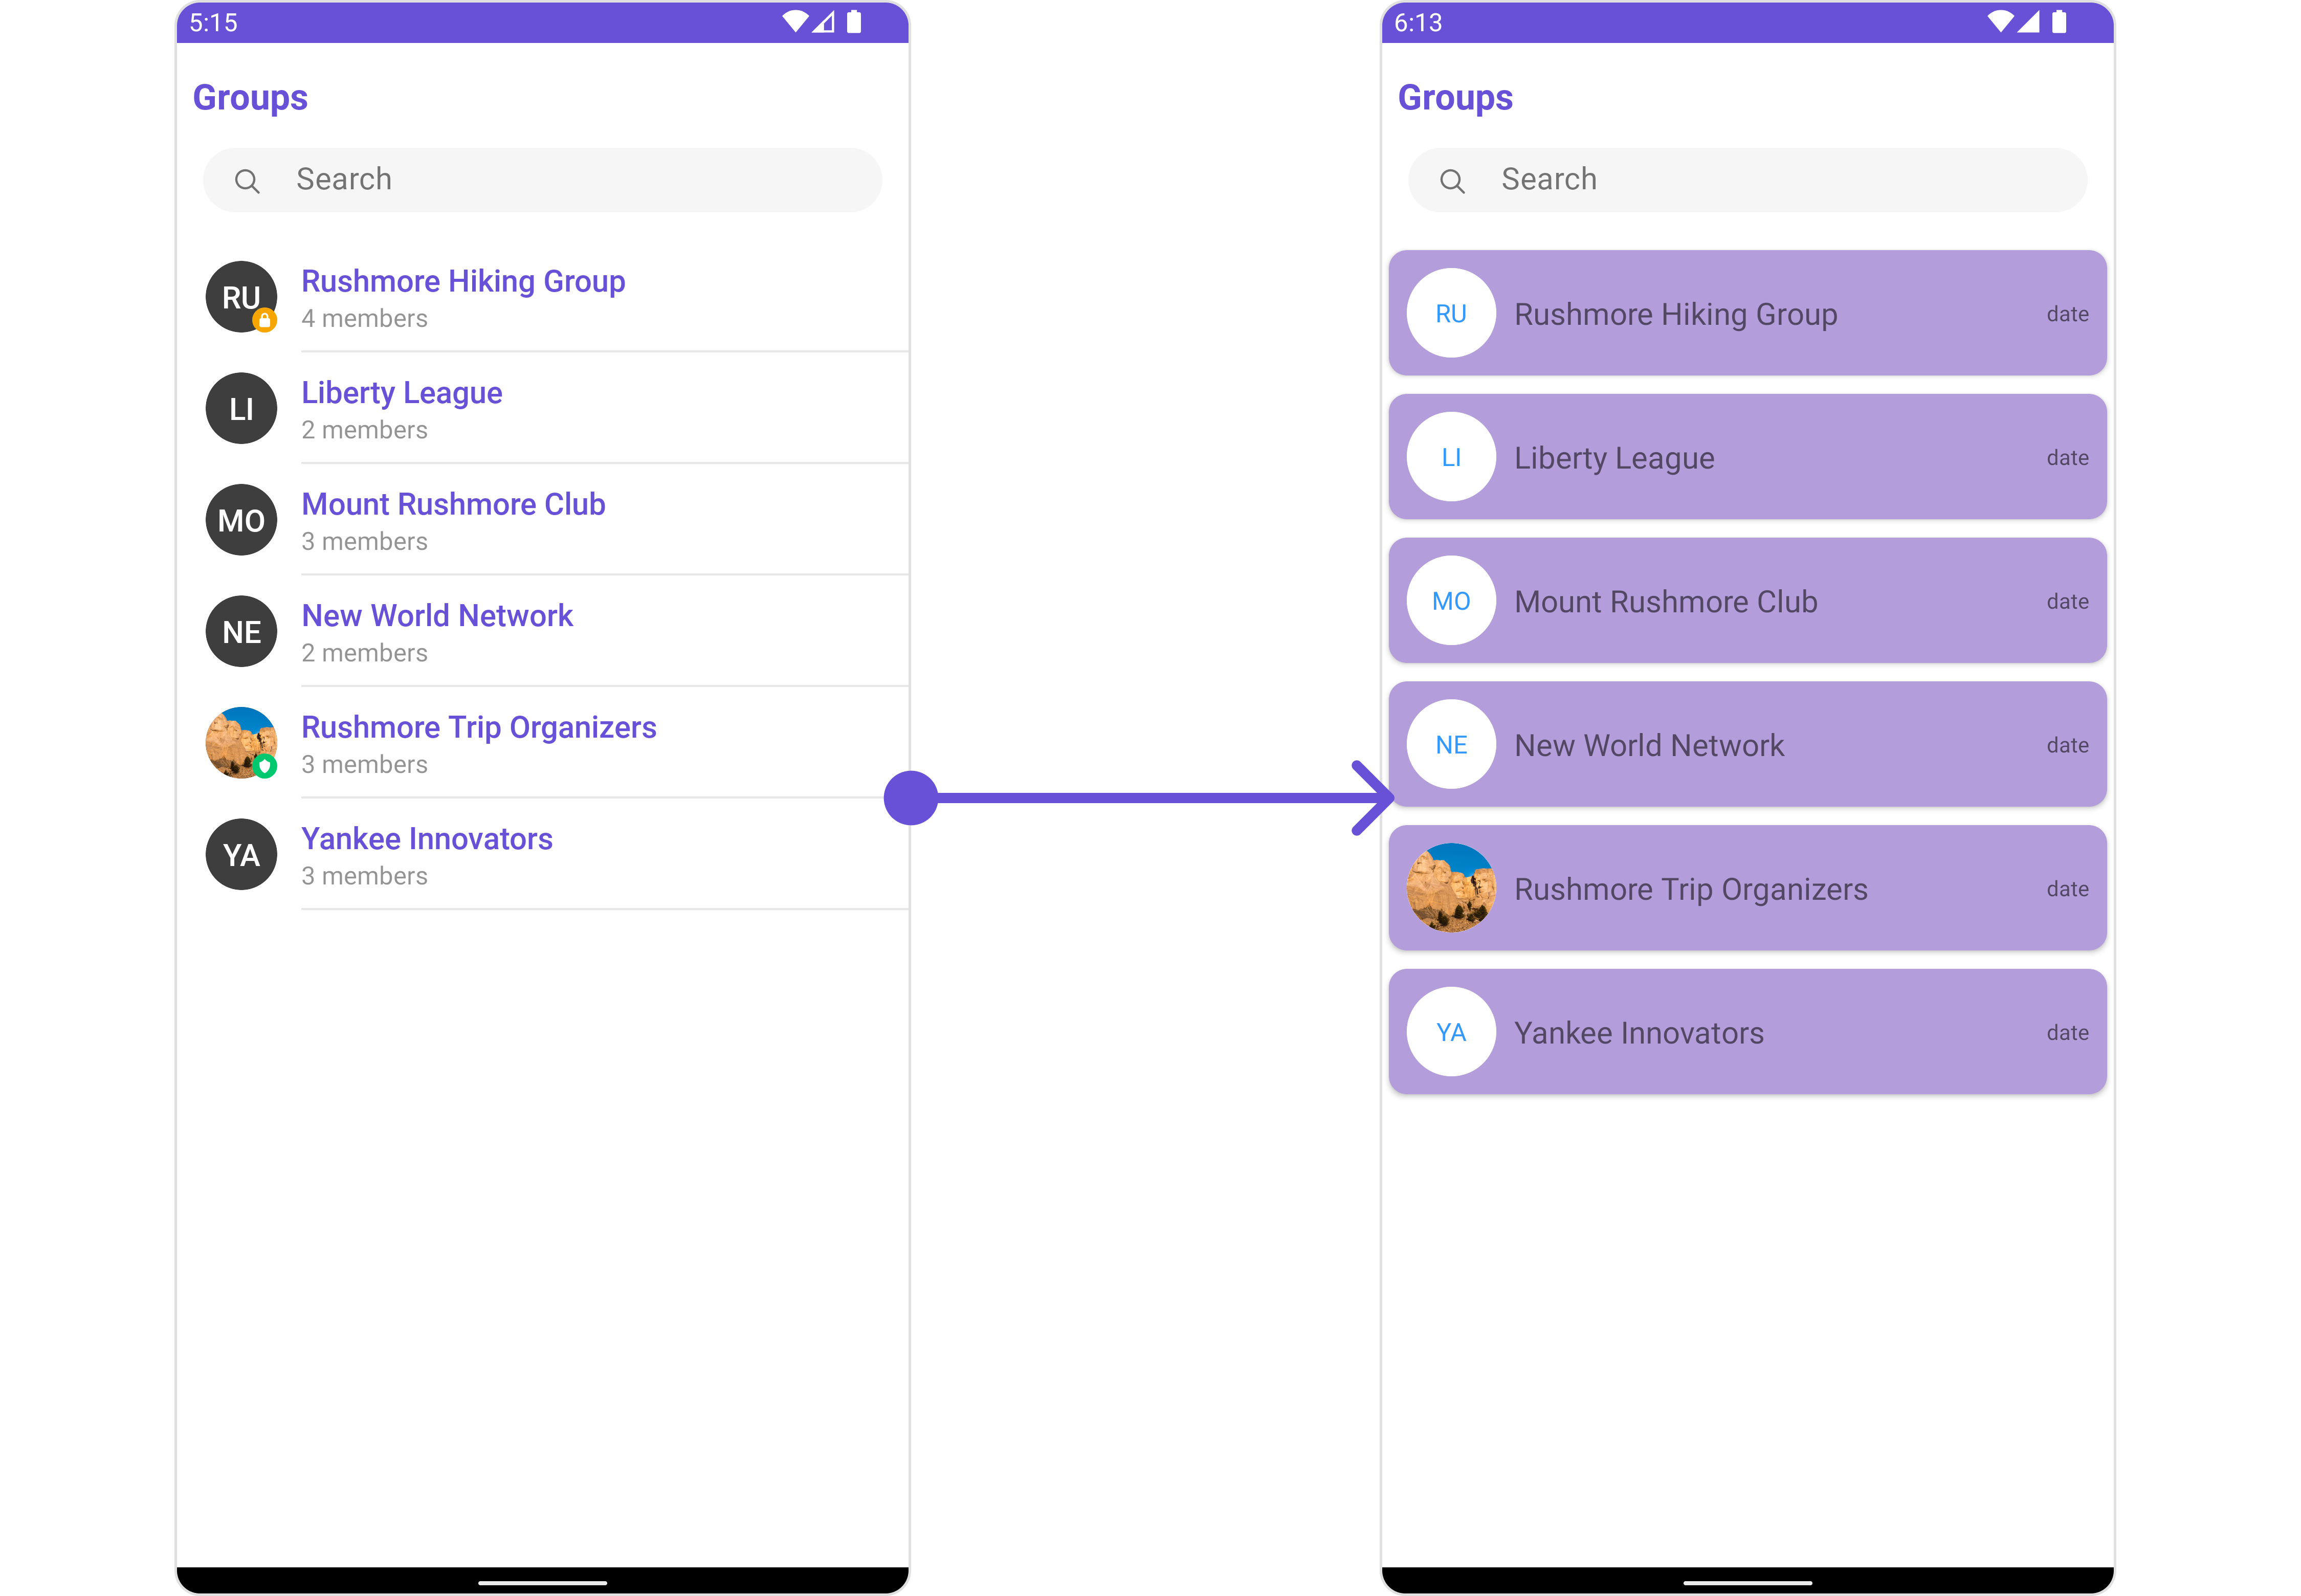 5:15
Groups
Search
RU
Rushmore Hiking Group
4 members
LI
Liberty League
2 members
MO
Mount Rushmore Club
3 members
NE
New World Network
2 members
Rushmore Trip Organizers
3 members
YA
Yankee Innovators
3 members
6:13
Groups
Search
RU Rushmore Hiking Group date
LI Liberty League date
MO Mount Rushmore Club date
NE New World Network date
Rushmore Trip Organizers date
YA Yankee Innovators date